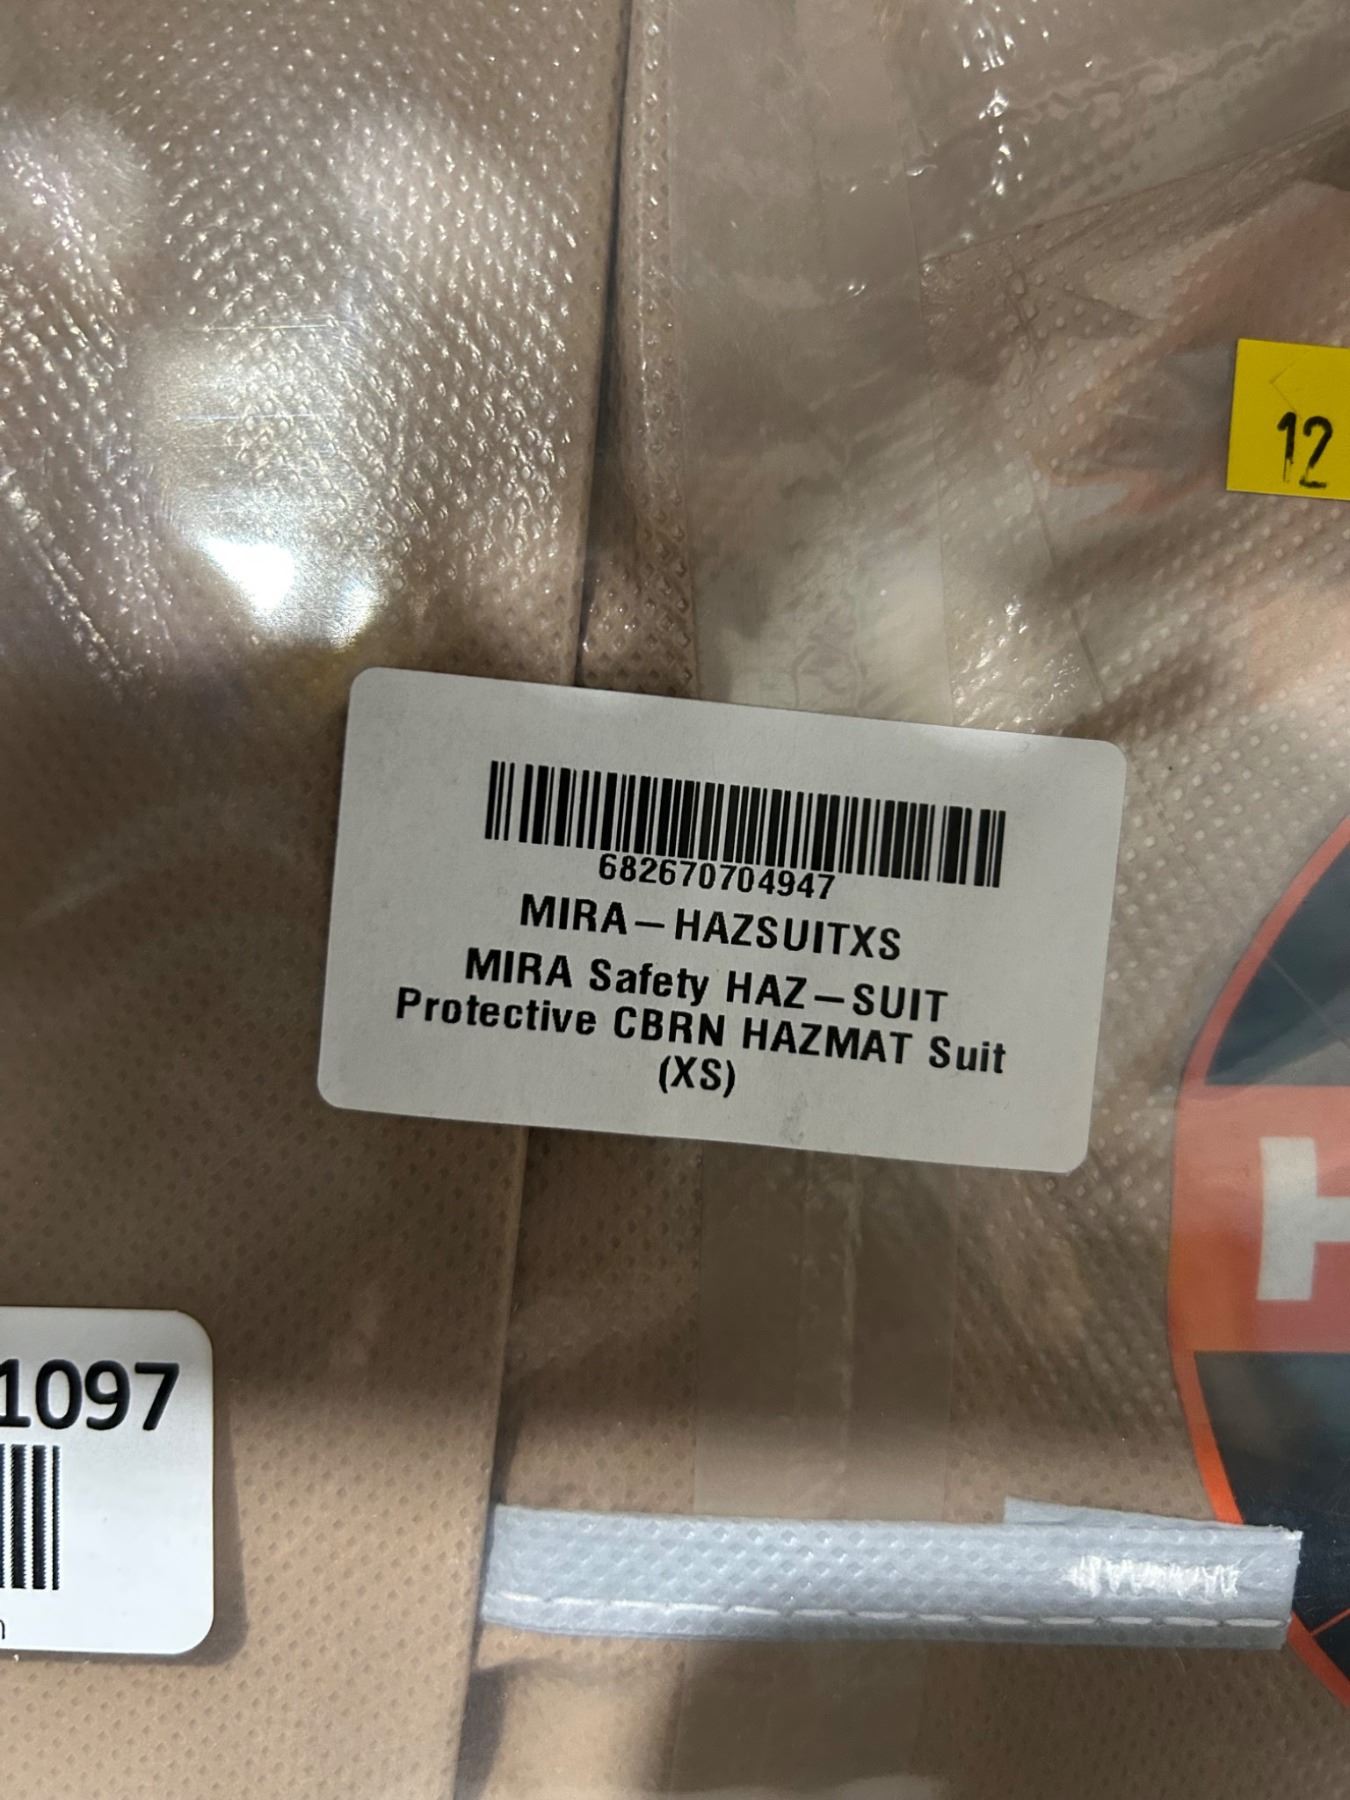 12
682670704947
MIRA-HAZSUITXS
MIRA Safety HAZ-SUIT
Protective CBRN HAZMAT Suit
(XS)
H
1097